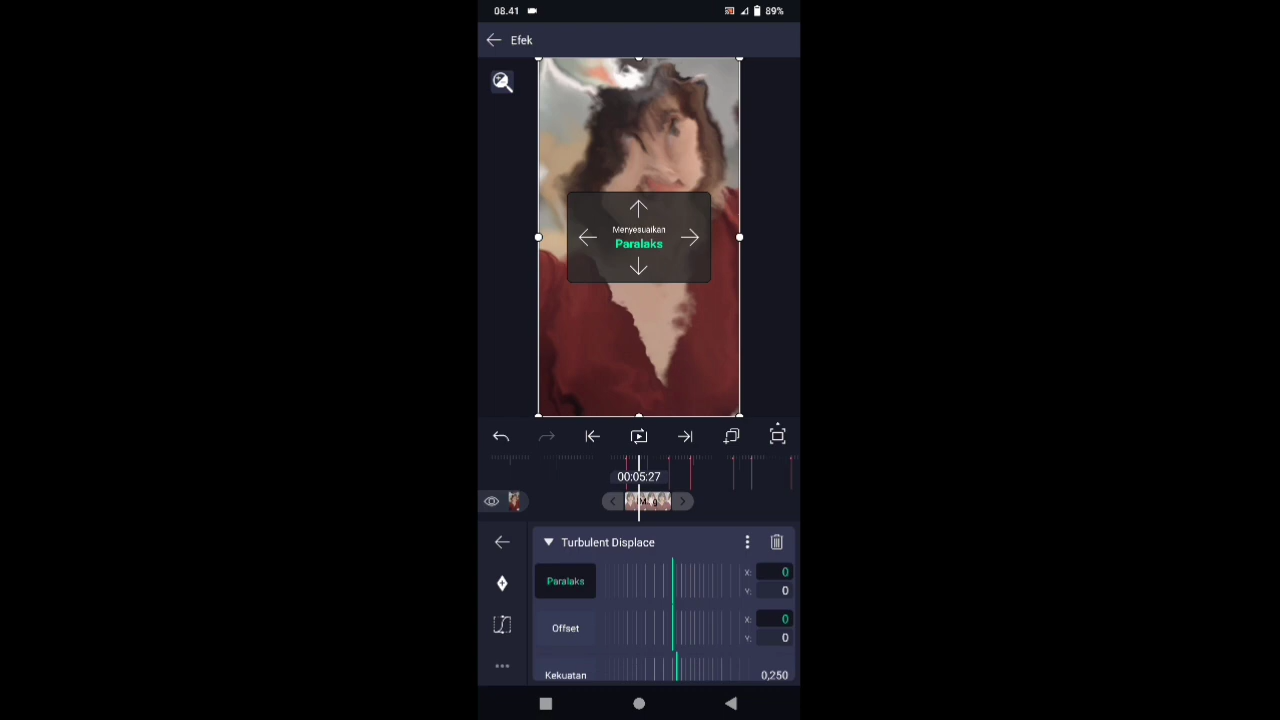 08.41
89%
Efek
Menyesuaikan
Paralaks
00:05:27
Turbulent Displace
Paralaks
X: 0
Y: 0
Offset
X: 0
Y: 0
Kekuatan
0,250